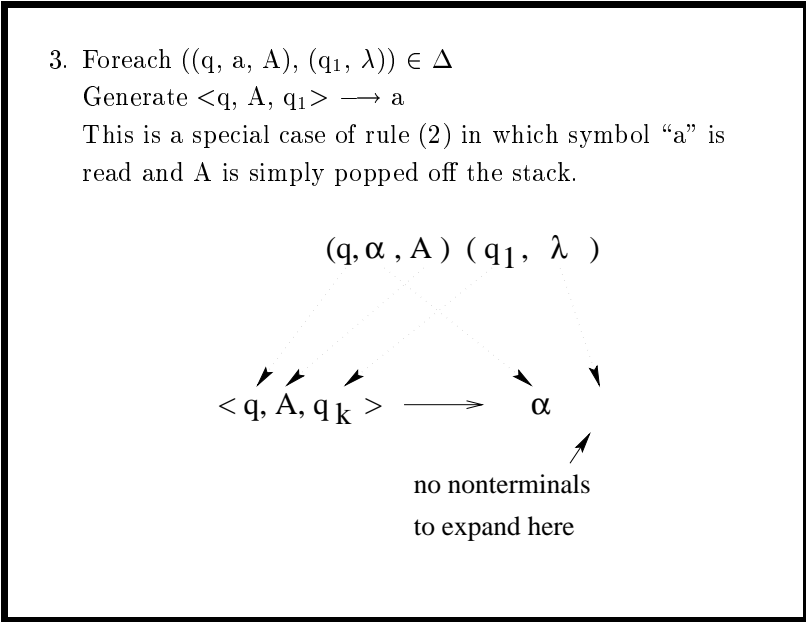 3. Foreach ((q, a, A), (q₁, λ)) ∈ Δ
Generate <q, A, q₁> ⟶ a
This is a special case of rule (2) in which symbol “a” is
read and A is simply popped off the stack.
(q, α , A ) ( q₁, λ )
< q, A, qₖ > ⟶ α
no nonterminals
to expand here